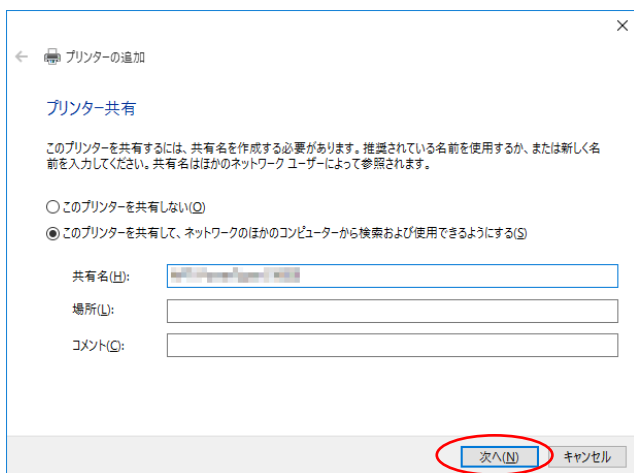 プリンターの追加
プリンター共有
このプリンターを共有するには、共有名を作成する必要があります。推奨されている名前を使用するか、または新しく名
前を入力してください。共有名はほかのネットワーク ユーザーによって参照されます。
このプリンターを共有しない(O)
このプリンターを共有して、ネットワークのほかのコンピューターから検索および使用できるようにする(S)
共有名(H):
場所(L):
コメント(C):
次へ(N) キャンセル